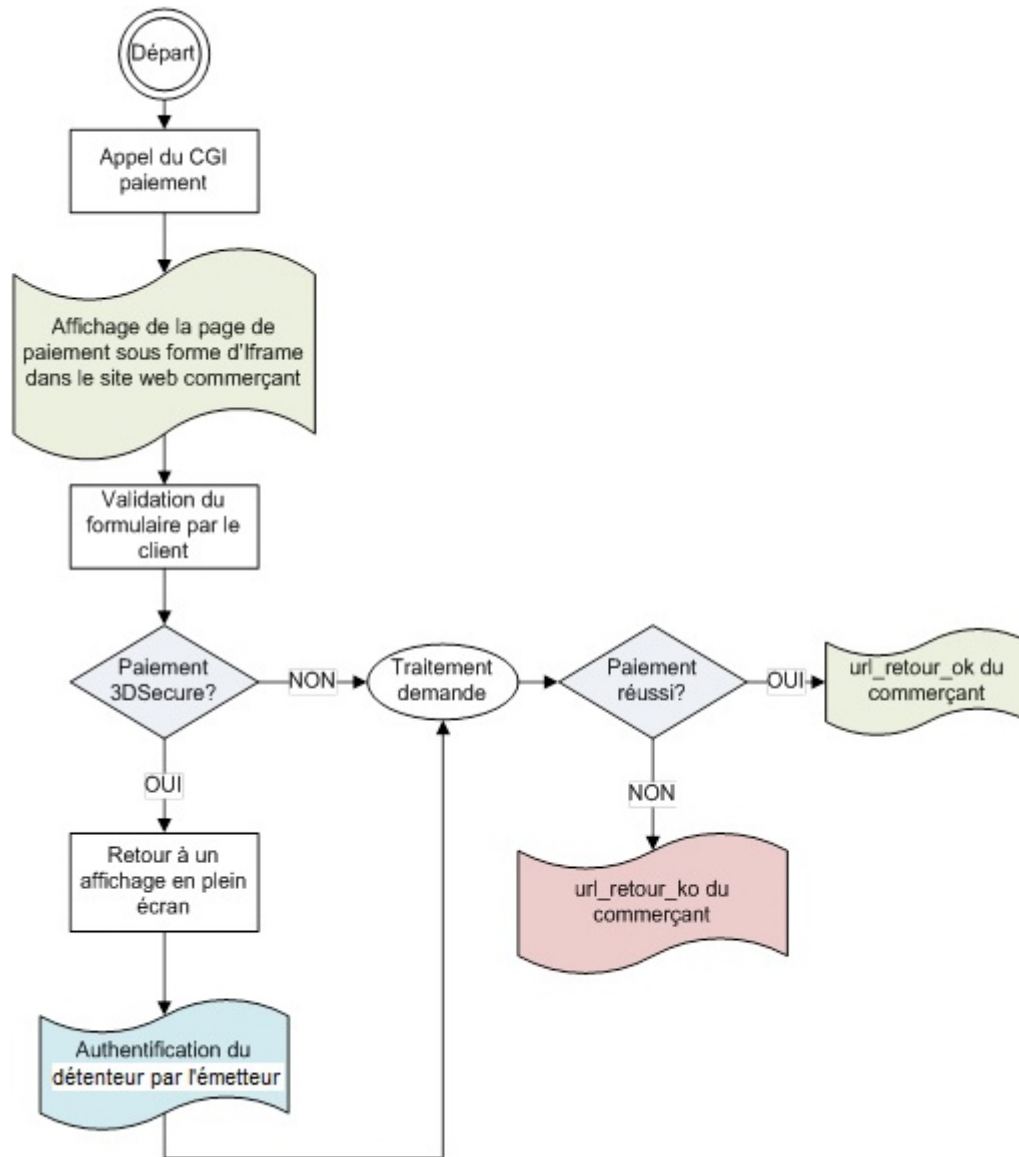 Départ
Appel du CGI
paiement
Affichage de la page de
paiement sous forme d'Iframe
dans le site web commerçant
Validation du
formulaire par le
client
Paiement
3DSecure?
NON
Traitement
demande
Paiement
réussi?
OUI
url_retour_ok du
commerçant
OUI
NON
Retour à un
affichage en plein
écran
url_retour_ko du
commerçant
Authentification du
détenteur par l'émetteur